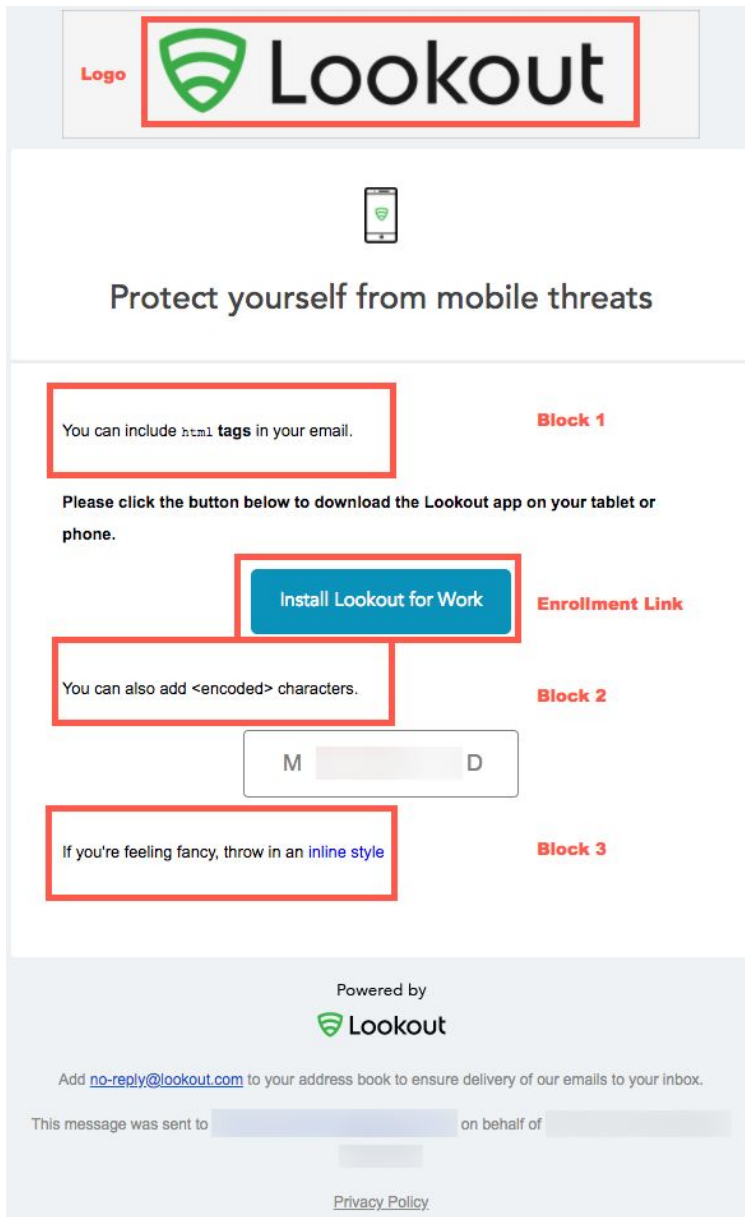 Logo
Lookout
Protect yourself from mobile threats
You can include html tags in your email.
Block 1
Please click the button below to download the Lookout app on your tablet or
phone.
Install Lookout for Work
Enrollment Link
You can also add <encoded> characters.
Block 2
M D
If you're feeling fancy, throw in an inline style
Block 3
Powered by
Lookout
Add no-reply@lookout.com to your address book to ensure delivery of our emails to your inbox.
This message was sent to on behalf of
Privacy Policy